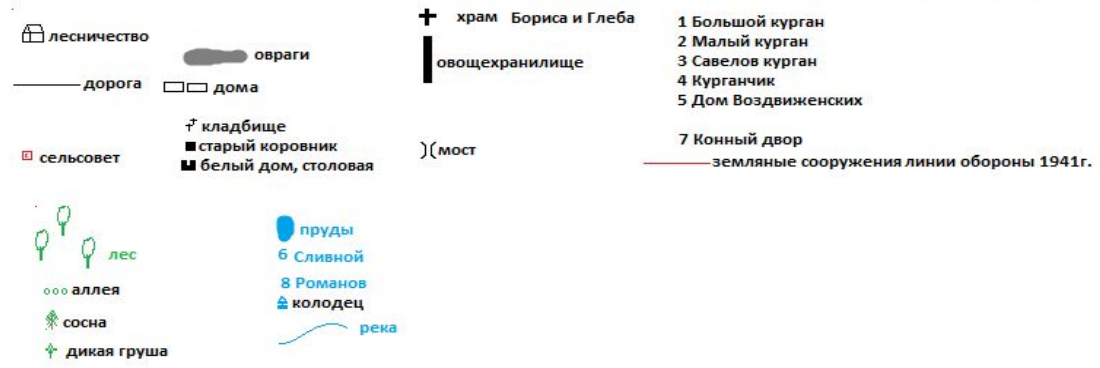 лесничество
овраги
дорога
дома
кладбище
старый коровник
белый дом, столовая
с сельсовет
храм Бориса и Глеба
овощехранилище
)(мост
1 Большой курган
2 Малый курган
3 Савелов курган
4 Курганчик
5 Дом Воздвиженских
7 Конный двор
земляные сооружения линии обороны 1941г.
лес
аллея
сосна
дикая груша
пруды
6 Сливной
8 Романов
колодец
река